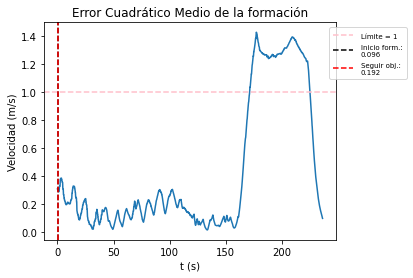 Error Cuadrático Medio de la formación
Límite = 1
Inicio form.:
0.096
Seguir obj.:
0.192
Velocidad (m/s)
1.4
1.2
1.0
0.8
0.6
0.4
0.2
0.0
0 50 100 150 200
t (s)